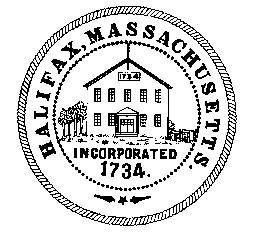 HALIFAX, MASSACHUSETTS.
1734
INCORPORATED
1734.